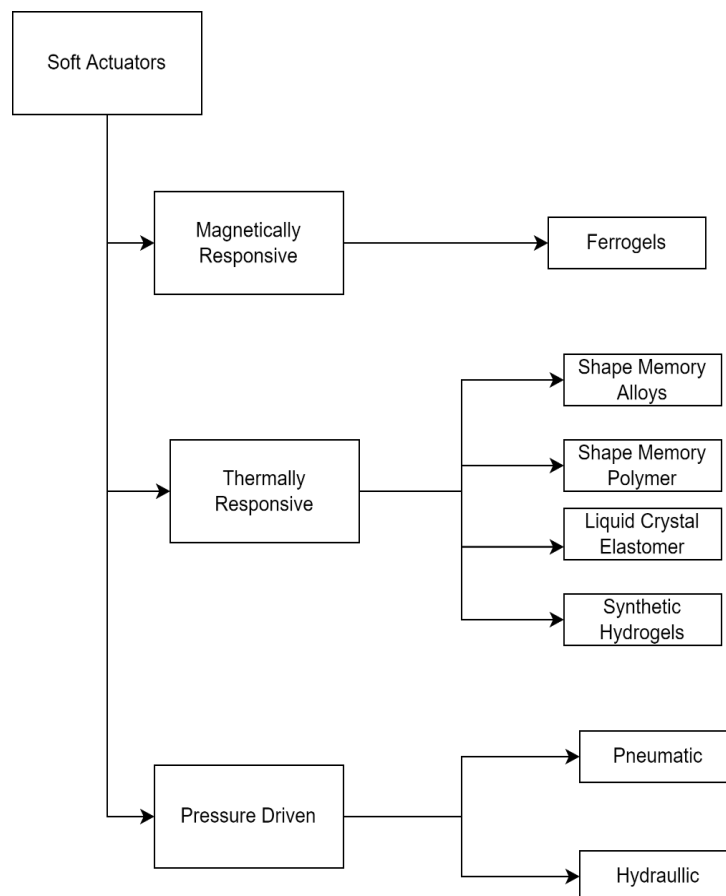 Soft Actuators
Magnetically
Responsive
Ferrogels
Thermally
Responsive
Shape Memory
Alloys
Shape Memory
Polymer
Liquid Crystal
Elastomer
Synthetic
Hydrogels
Pressure Driven
Pneumatic
Hydraullic